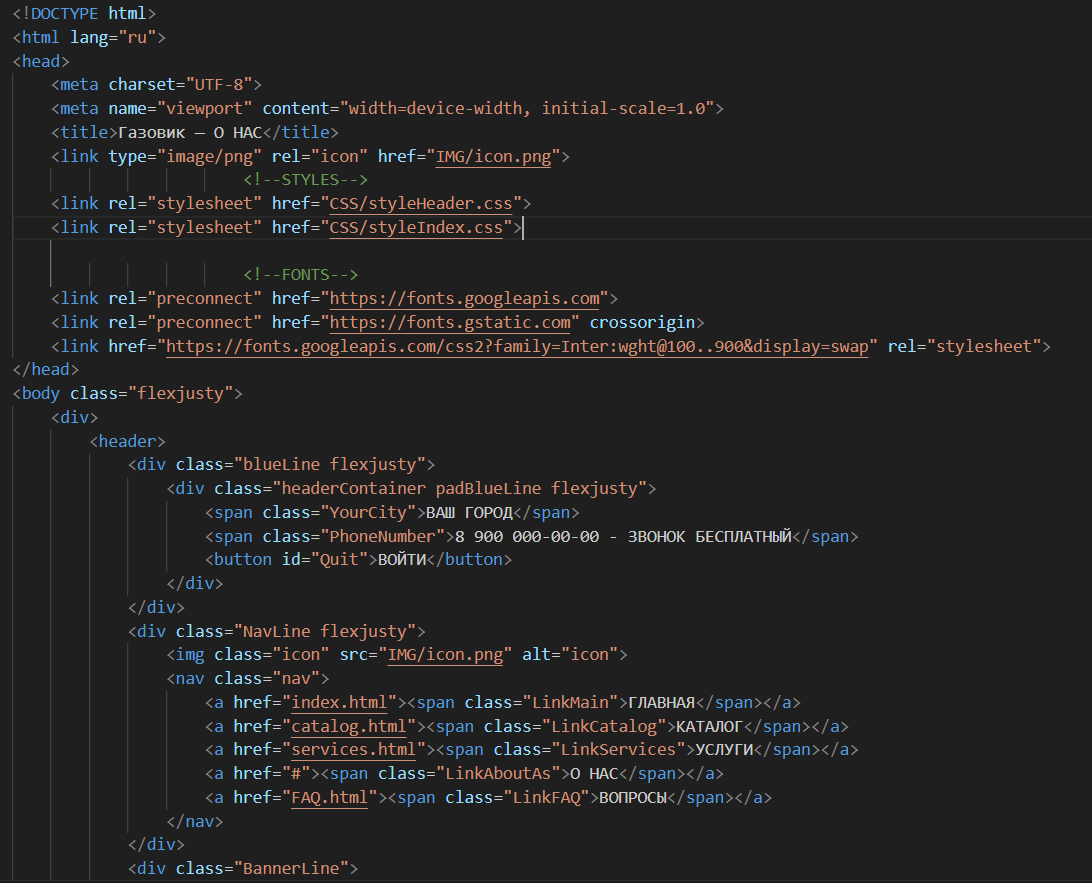 <!DOCTYPE html>
<html lang="ru">
<head>
    <meta charset="UTF-8">
    <meta name="viewport" content="width=device-width, initial-scale=1.0">
    <title>Газовик — О НАС</title>
    <link type="image/png" rel="icon" href="IMG/icon.png">
                        <!--STYLES-->
    <link rel="stylesheet" href="CSS/styleHeader.css">
    <link rel="stylesheet" href="CSS/styleIndex.css">
                        <!--FONTS-->
    <link rel="preconnect" href="https://fonts.googleapis.com">
    <link rel="preconnect" href="https://fonts.gstatic.com" crossorigin>
    <link href="https://fonts.googleapis.com/css2?family=Inter:wght@100..900&display=swap" rel="stylesheet">
</head>
<body class="flexjusty">
    <div>
        <header>
            <div class="blueLine flexjusty">
                <div class="headerContainer padBlueLine flexjusty">
                    <span class="YourCity">ВАШ ГОРОД</span>
                    <span class="PhoneNumber">8 900 000-00-00 - ЗВОНОК БЕСПЛАТНЫЙ</span>
                    <button id="Quit">ВОЙТИ</button>
                </div>
            </div>
            <div class="NavLine flexjusty">
                <img class="icon" src="IMG/icon.png" alt="icon">
                <nav class="nav">
                    <a href="index.html"><span class="LinkMain">ГЛАВНАЯ</span></a>
                    <a href="catalog.html"><span class="LinkCatalog">КАТАЛОГ</span></a>
                    <a href="services.html"><span class="LinkServices">УСЛУГИ</span></a>
                    <a href="#"><span class="LinkAboutAs">О НАС</span></a>
                    <a href="FAQ.html"><span class="LinkFAQ">ВОПРОСЫ</span></a>
                </nav>
            </div>
            <div class="BannerLine">